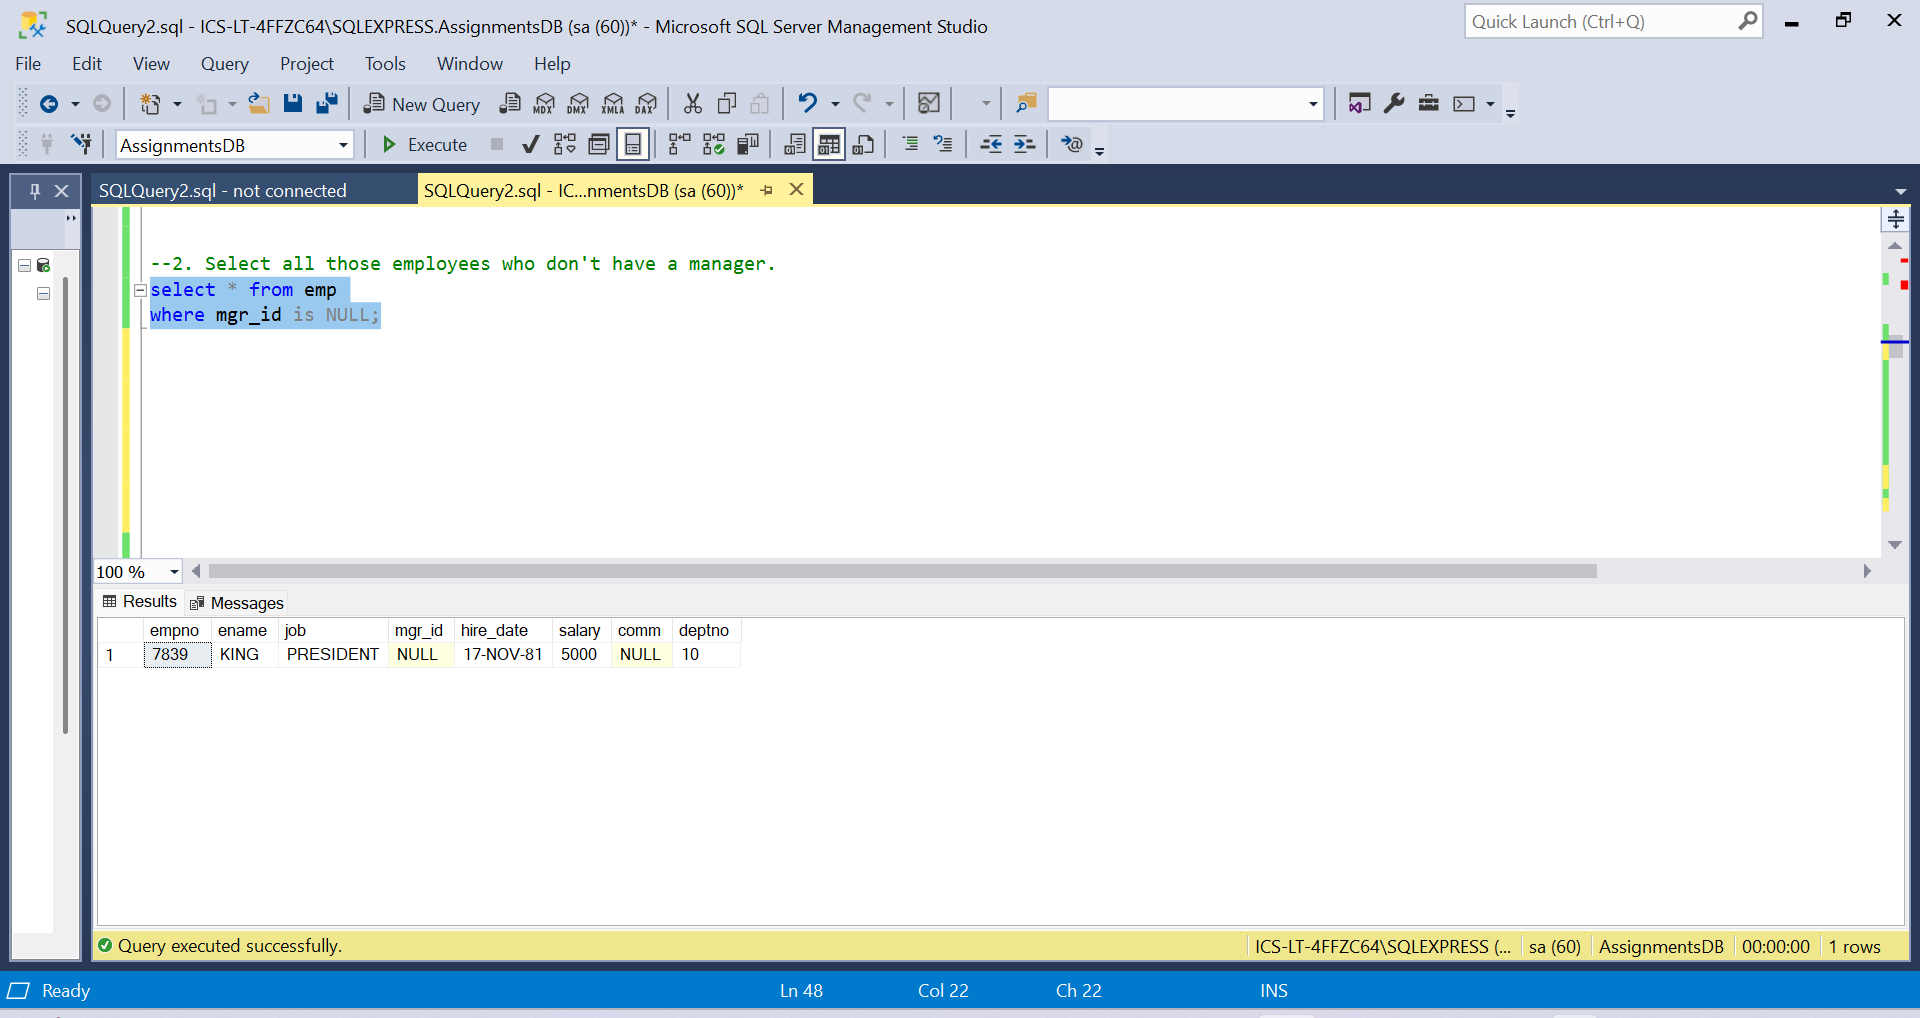 SQLQuery2.sql - ICS-LT-4FFZC64\SQLEXPRESS.AssignmentsDB (sa (60))* - Microsoft SQL Server Management Studio
Quick Launch (Ctrl+Q)
File Edit View Query Project Tools Window Help
New Query MDX DMX XMLA DAX
AssignmentsDB Execute
SQLQuery2.sql - not connected
SQLQuery2.sql - IC...nmentsDB (sa (60))*
--2. Select all those employees who don't have a manager.
select * from emp
where mgr_id is NULL;
100 %
Results Messages
empno ename job mgr_id hire_date salary comm deptno
1 7839 KING PRESIDENT NULL 17-NOV-81 5000 NULL 10
Query executed successfully.
ICS-LT-4FFZC64\SQLEXPRESS (... sa (60) AssignmentsDB 00:00:00 1 rows
Ready Ln 48 Col 22 Ch 22 INS